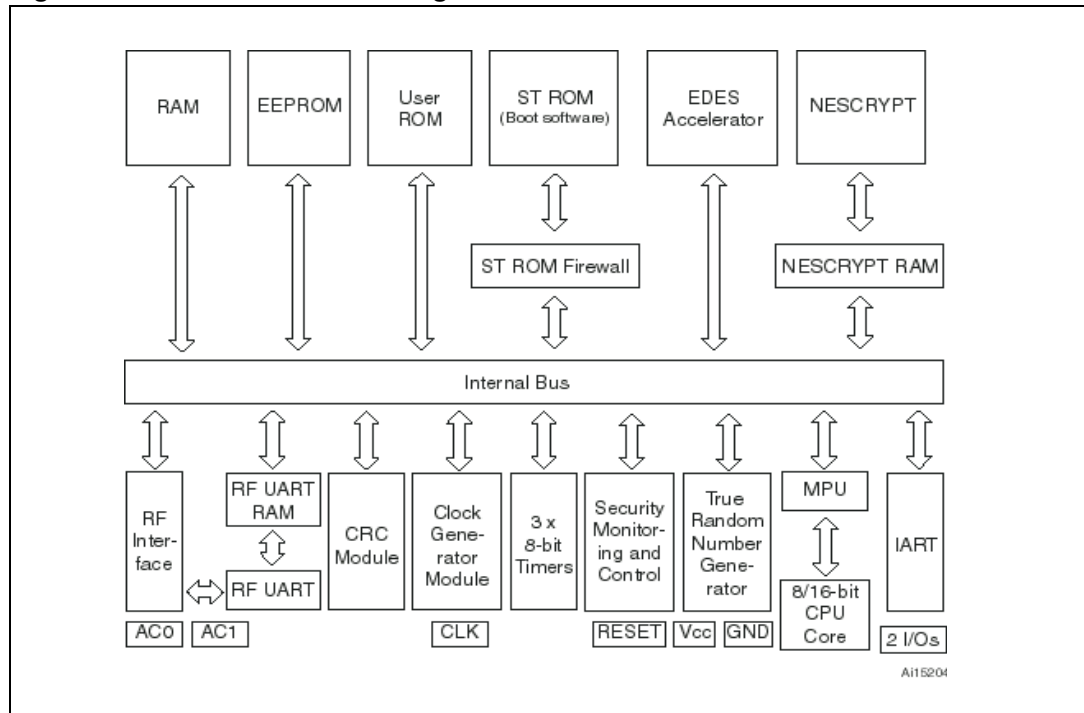 RAM
EEPROM
User
ROM
ST ROM
(Boot software)
EDES
Accelerator
NESCRYPT
ST ROM Firewall
NESCRYPT RAM
Internal Bus
RF
Inter-
face
RF UART
RAM
RF UART
CRC
Module
Clock
Gene-
rator
Module
3 x
8-bit
Timers
Security
Monitor-
ing and
Control
True
Random
Number
Gene-
rator
MPU
8/16-bit
CPU
Core
IART
AC0
AC1
CLK
RESET
Vcc
GND
2 I/Os
Ai15204